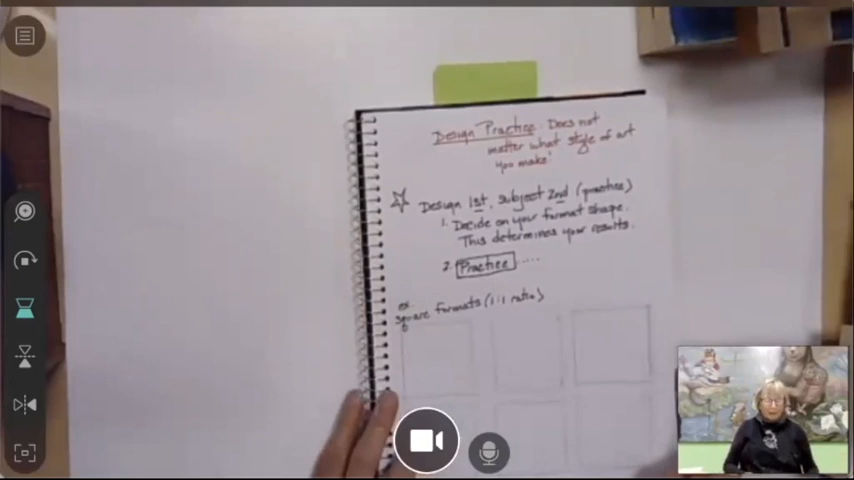 Design Practice: Does not
matter what style of art
you make!
Design 1st, subject 2nd (practice)
1. Decide on your format shape.
This determines your results.
2. Practice .....
ex.
square formats (1:1 ratio)